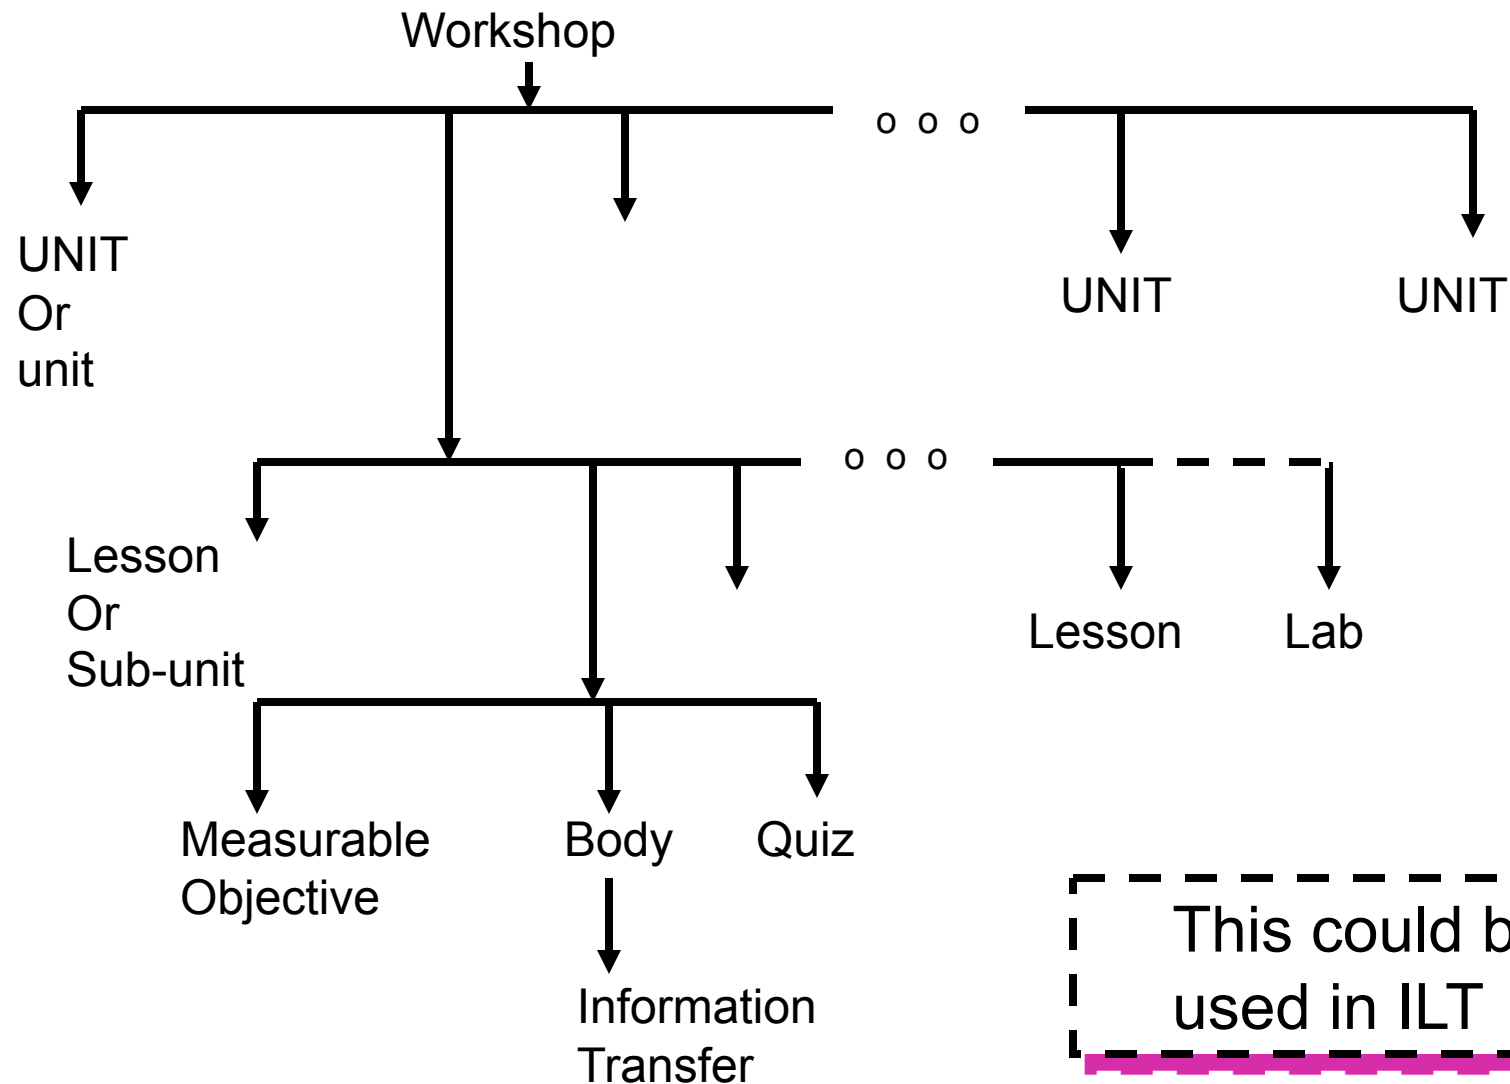 Workshop
o o o
UNIT
Or
unit
UNIT
UNIT
o o o
Lesson
Or
Sub-unit
Lesson
Lab
Measurable
Objective
Body
Quiz
This could
used in ILT
Information
Transfer